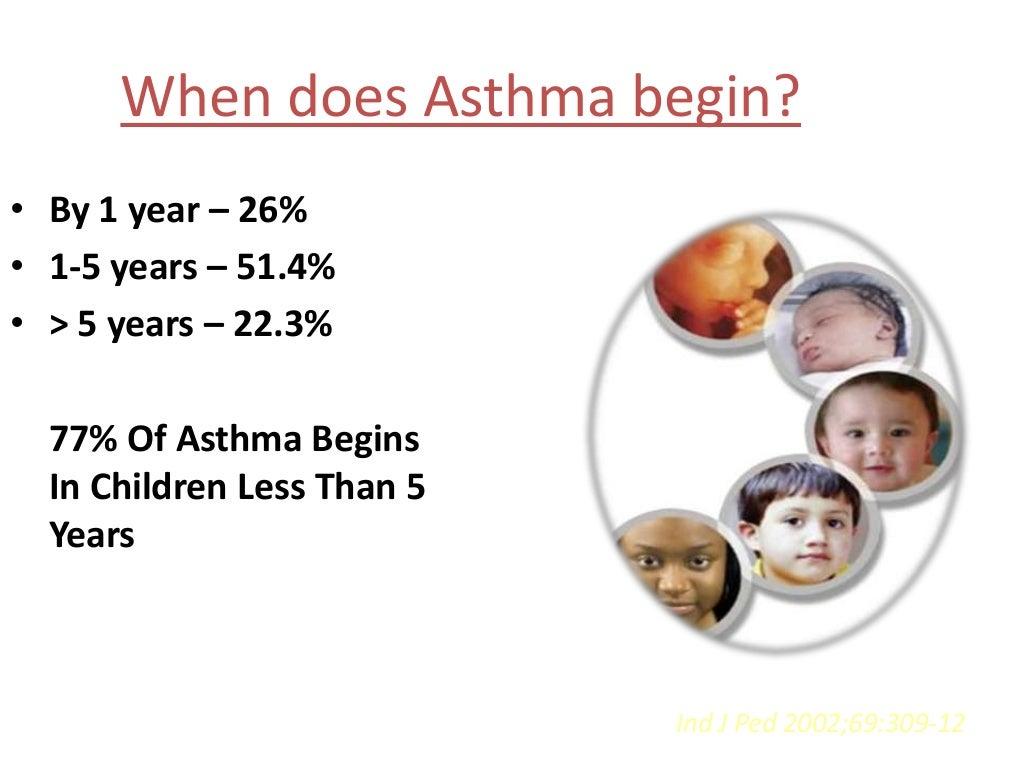 When does Asthma begin?
• By 1 year – 26%
• 1-5 years – 51.4%
• > 5 years – 22.3%
77% Of Asthma Begins
In Children Less Than 5
Years
Ind J Ped 2002;69:309-12